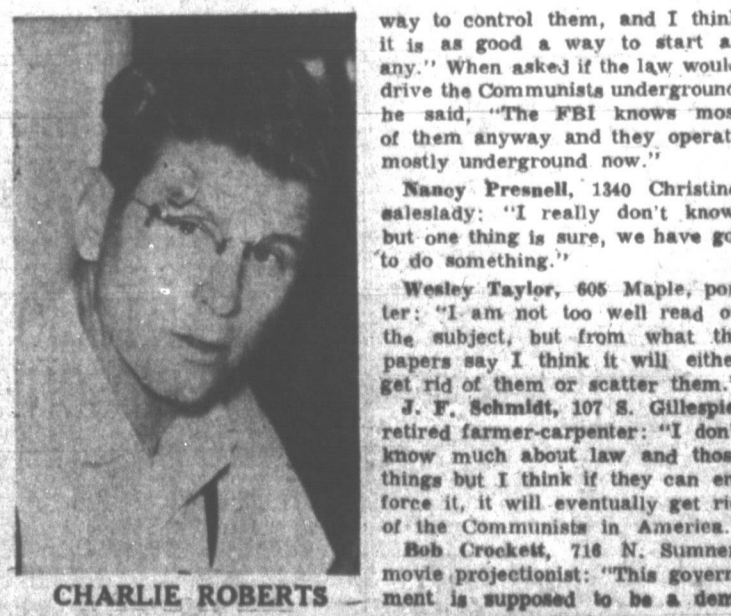 way to control them, and I think
it is as good a way to start a
any." When asked if the law would
drive the Communists underground
he said, "The FBI knows mos
of them anyway and they operat
mostly underground now."
Nancy Presnell, 1340 Christine
saleslady: "I really don't know
but one thing is sure, we have go
to do something."
Wesley Taylor, 605 Maple, por
ter: "I am not too well read o
the subject, but from what th
papers say I think it will eithe
get rid of them or scatter them."
J. F. Schmidt, 107 S. Gillespie
retired farmer-carpenter: "I don'
know much about law and thos
things but I think if they can en
force it, it will eventually get ri
of the Communists in America.
Bob Crockett, 716 N. Sumner
movie projectionist: "This govern
ment is supposed to be a dem
CHARLIE ROBERTS